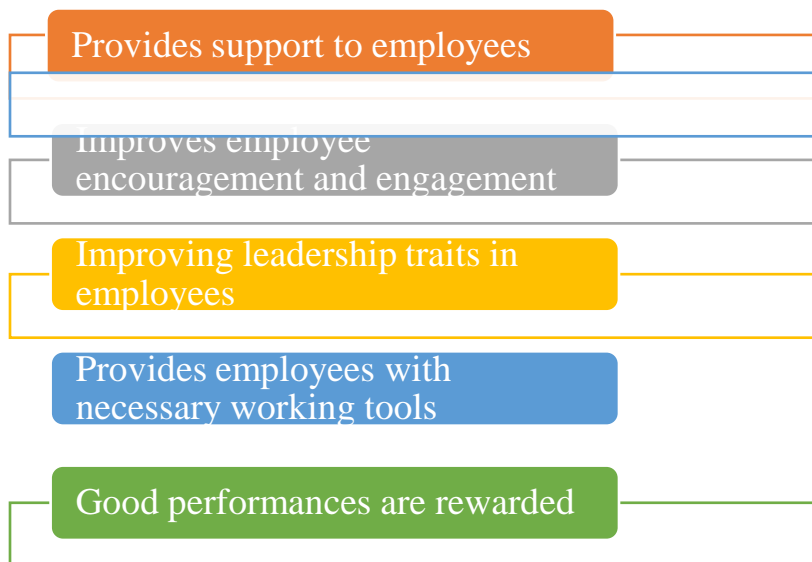 Provides support to employees
Improves employee
encouragement and engagement
Improving leadership traits in
employees
Provides employees with
necessary working tools
Good performances are rewarded